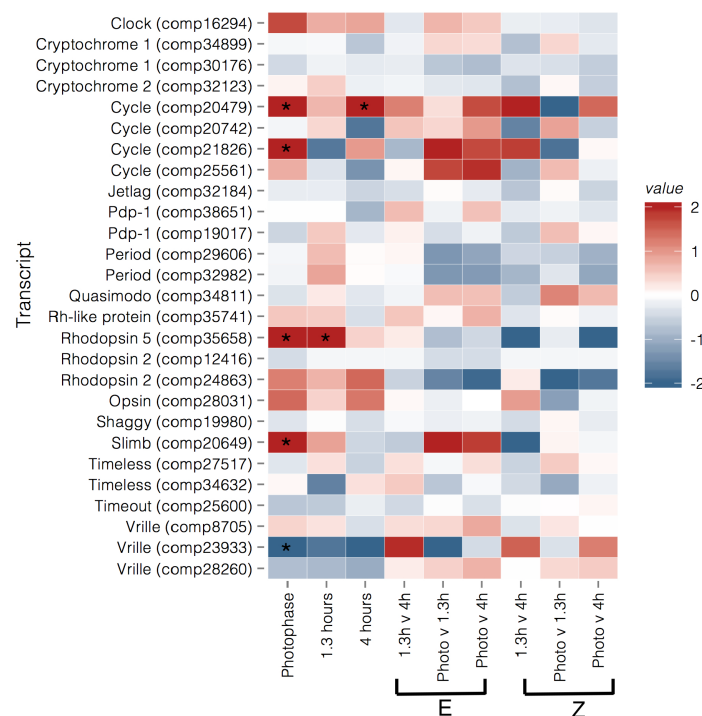 Transcript
Clock (comp16294)
Cryptochrome 1 (comp34899)
Cryptochrome 1 (comp30176)
Cryptochrome 2 (comp32123)
Cycle (comp20479)
Cycle (comp20742)
Cycle (comp21826)
Cycle (comp25561)
Jetlag (comp32184)
Pdp-1 (comp38651)
Pdp-1 (comp19017)
Period (comp29606)
Period (comp32982)
Quasimodo (comp34811)
Rh-like protein (comp35741)
Rhodopsin 5 (comp35658)
Rhodopsin 2 (comp12416)
Rhodopsin 2 (comp24863)
Opsin (comp28031)
Shaggy (comp19980)
Slimb (comp20649)
Timeless (comp27517)
Timeless (comp34632)
Timeout (comp25600)
Vrille (comp8705)
Vrille (comp23933)
Vrille (comp28260)
* *
*
* *
*
*
Photophase
1.3 hours
4 hours
1.3h v 4h
Photo v 1.3h
Photo v 4h
1.3h v 4h
Photo v 1.3h
Photo v 4h
E
Z
value
2
1
0
-1
-2